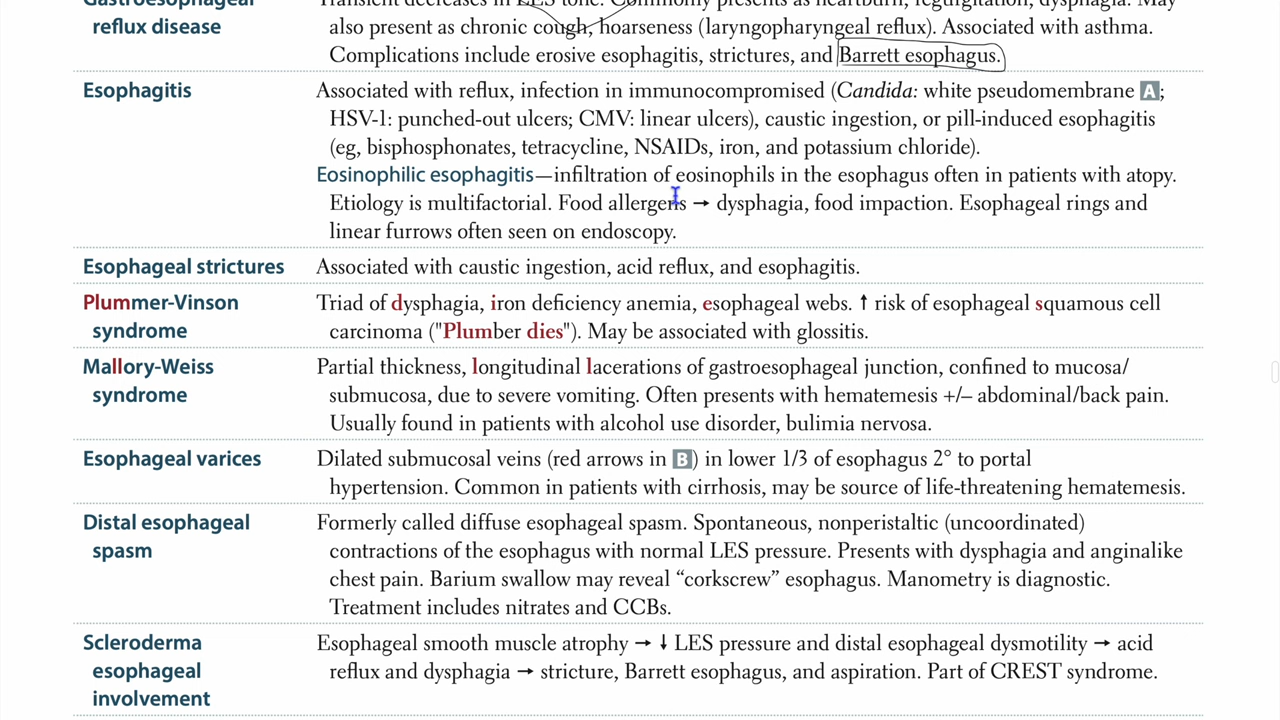 Gastroesophageal
reflux disease
Transient decreases in LES tone. Commonly presents as heartburn, regurgitation, dysphagia. May
also present as chronic cough, hoarseness (laryngopharyngeal reflux). Associated with asthma.
Complications include erosive esophagitis, strictures, and Barrett esophagus.
Esophagitis
Associated with reflux, infection in immunocompromised (Candida: white pseudomembrane A;
HSV-1: punched-out ulcers; CMV: linear ulcers), caustic ingestion, or pill-induced esophagitis
(eg, bisphosphonates, tetracycline, NSAIDs, iron, and potassium chloride).
Eosinophilic esophagitis—infiltration of eosinophils in the esophagus often in patients with atopy.
Etiology is multifactorial. Food allergens → dysphagia, food impaction. Esophageal rings and
linear furrows often seen on endoscopy.
Esophageal strictures
Associated with caustic ingestion, acid reflux, and esophagitis.
Plummer-Vinson
syndrome
Triad of dysphagia, iron deficiency anemia, esophageal webs. ↑ risk of esophageal squamous cell
carcinoma ("Plumber dies"). May be associated with glossitis.
Mallory-Weiss
syndrome
Partial thickness, longitudinal lacerations of gastroesophageal junction, confined to mucosa/
submucosa, due to severe vomiting. Often presents with hematemesis +/– abdominal/back pain.
Usually found in patients with alcohol use disorder, bulimia nervosa.
Esophageal varices
Dilated submucosal veins (red arrows in B) in lower 1/3 of esophagus 2° to portal
hypertension. Common in patients with cirrhosis, may be source of life-threatening hematemesis.
Distal esophageal
spasm
Formerly called diffuse esophageal spasm. Spontaneous, nonperistaltic (uncoordinated)
contractions of the esophagus with normal LES pressure. Presents with dysphagia and anginalike
chest pain. Barium swallow may reveal “corkscrew” esophagus. Manometry is diagnostic.
Treatment includes nitrates and CCBs.
Scleroderma
esophageal
involvement
Esophageal smooth muscle atrophy → ↓ LES pressure and distal esophageal dysmotility → acid
reflux and dysphagia → stricture, Barrett esophagus, and aspiration. Part of CREST syndrome.